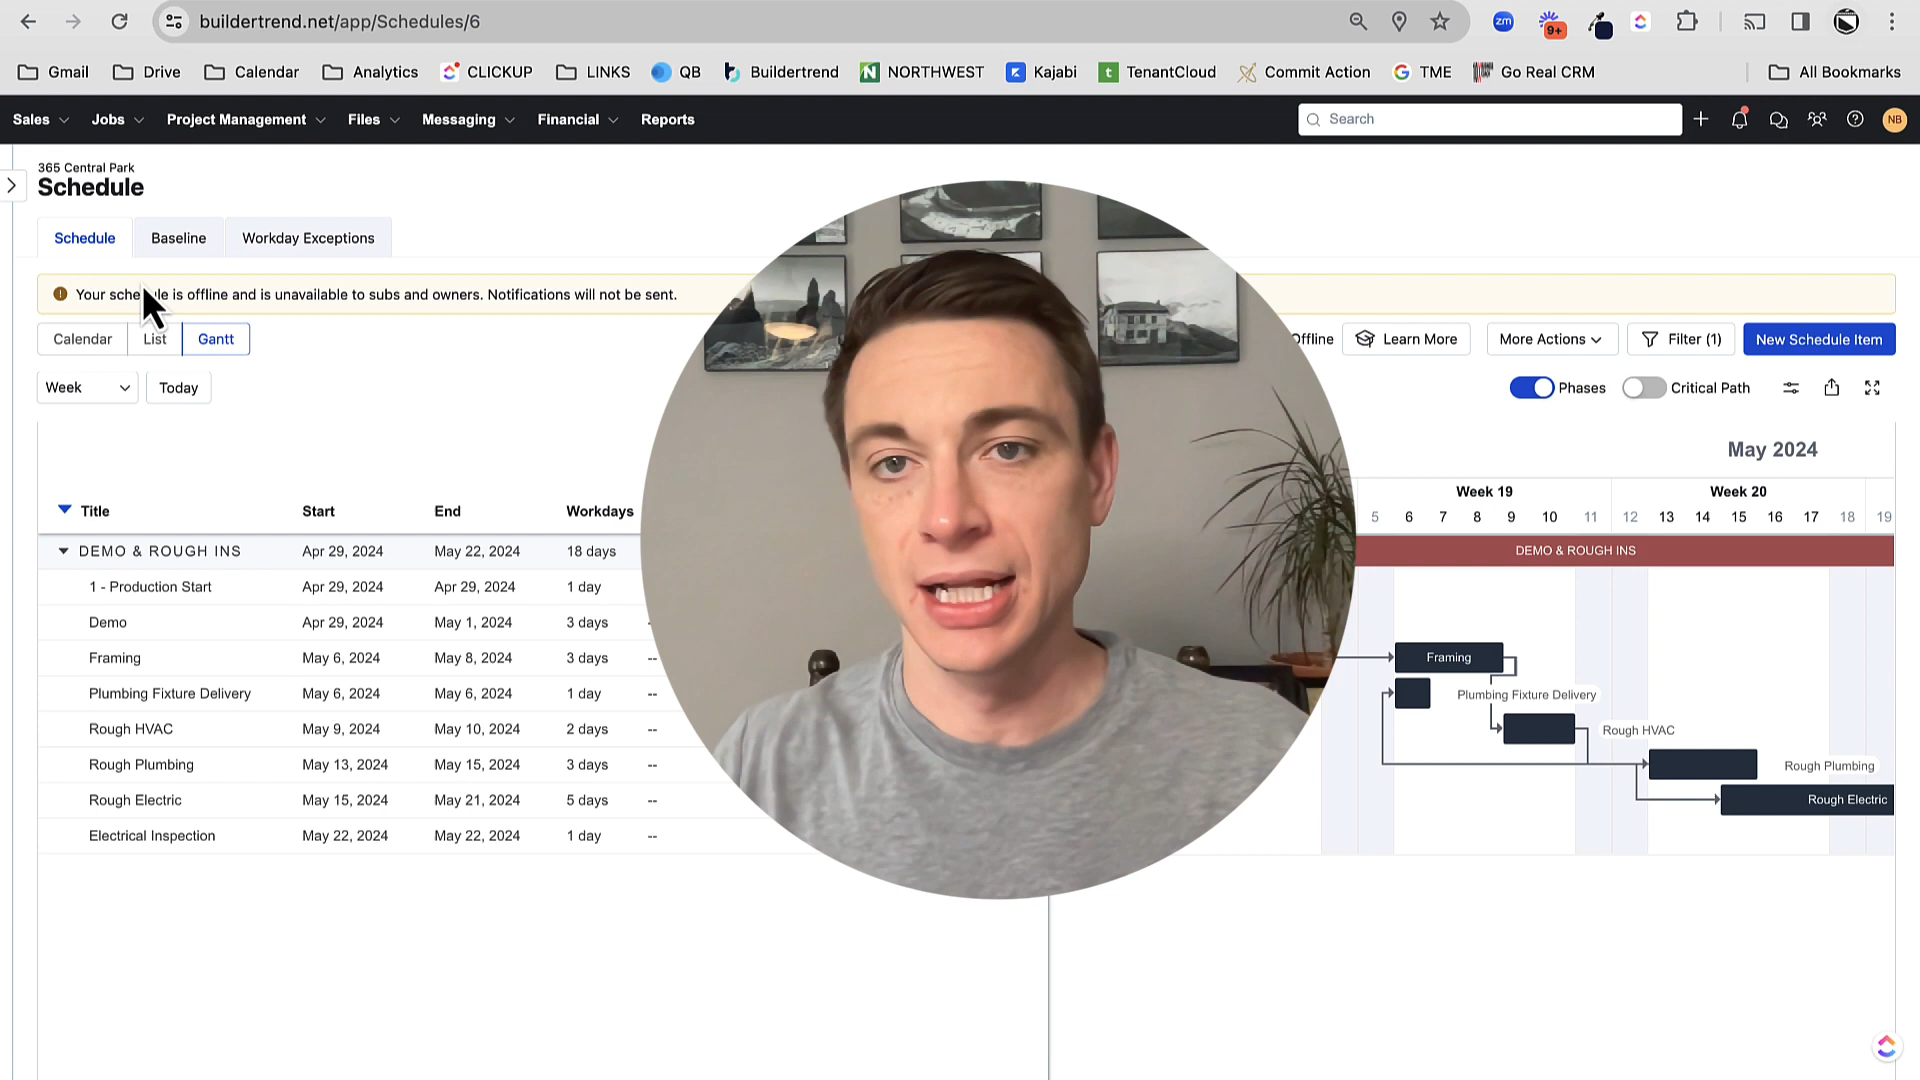 buildertrend.net/app/Schedules/6
zm
9+
Gmail Drive Calendar Analytics CLICKUP LINKS QB Buildertrend NORTHWEST Kajabi TenantCloud Commit Action TME Go Real CRM All Bookmarks
Sales Jobs Project Management Files Messaging Financial Reports Search NB
365 Central Park
Schedule
Schedule Baseline Workday Exceptions
Your schedule is offline and is unavailable to subs and owners. Notifications will not be sent.
Calendar List Gantt Offline Learn More More Actions Filter (1) New Schedule Item
Week Today Phases Critical Path
May 2024
Week 19 Week 20
Title Start End Workdays 5 6 7 8 9 10 11 12 13 14 15 16 17 18 19
DEMO & ROUGH INS Apr 29, 2024 May 22, 2024 18 days DEMO & ROUGH INS
1 - Production Start Apr 29, 2024 Apr 29, 2024 1 day
Demo Apr 29, 2024 May 1, 2024 3 days
Framing May 6, 2024 May 8, 2024 3 days -- Framing
Plumbing Fixture Delivery May 6, 2024 May 6, 2024 1 day -- Plumbing Fixture Delivery
Rough HVAC May 9, 2024 May 10, 2024 2 days -- Rough HVAC
Rough Plumbing May 13, 2024 May 15, 2024 3 days -- Rough Plumbing
Rough Electric May 15, 2024 May 21, 2024 5 days -- Rough Electric
Electrical Inspection May 22, 2024 May 22, 2024 1 day --